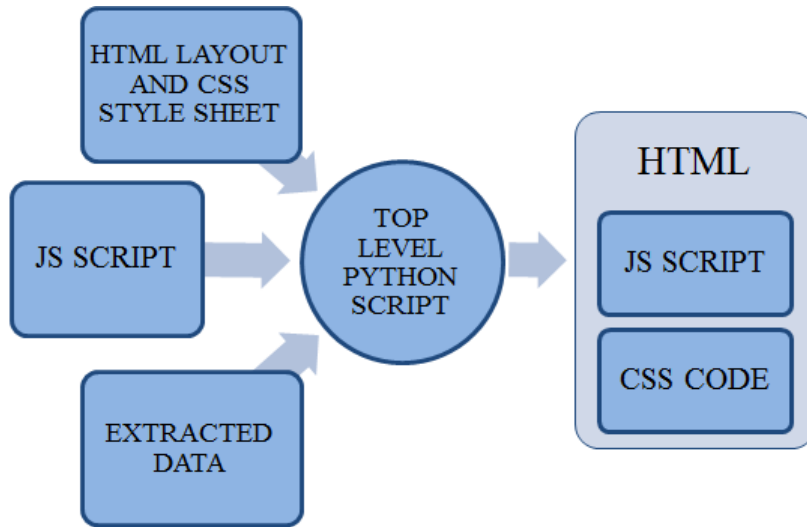 HTML LAYOUT
AND CSS
STYLE SHEET
JS SCRIPT
EXTRACTED
DATA
TOP
LEVEL
PYTHON
SCRIPT
HTML
JS SCRIPT
CSS CODE